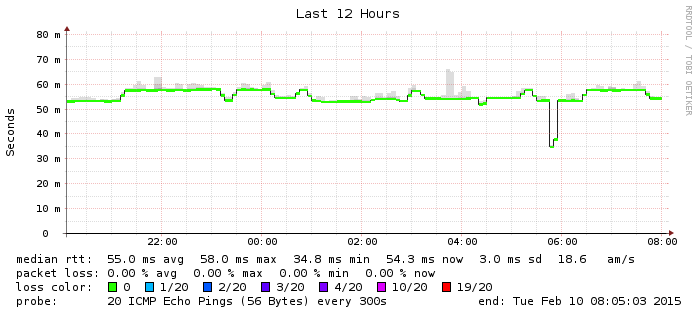 Last 12 Hours
RRDTOOL / TOBI OETIKER
Seconds
80 m
70 m
60 m
50 m
40 m
30 m
20 m
10 m
0
22:00 00:00 02:00 04:00 06:00 08:00
median rtt: 55.0 ms avg 58.0 ms max 34.8 ms min 54.3 ms now 3.0 ms sd 18.6 am/s
packet loss: 0.00 % avg 0.00 % max 0.00 % min 0.00 % now
loss color: 0 1/20 2/20 3/20 4/20 10/20 19/20
probe: 20 ICMP Echo Pings (56 Bytes) every 300s end: Tue Feb 10 08:05:03 2015